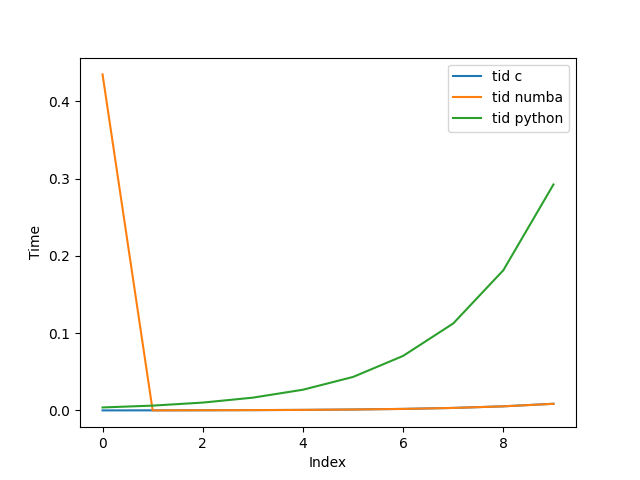 tid c
tid numba
tid python
0.4
0.3
0.2
0.1
0.0
Time
0 2 4 6 8
Index